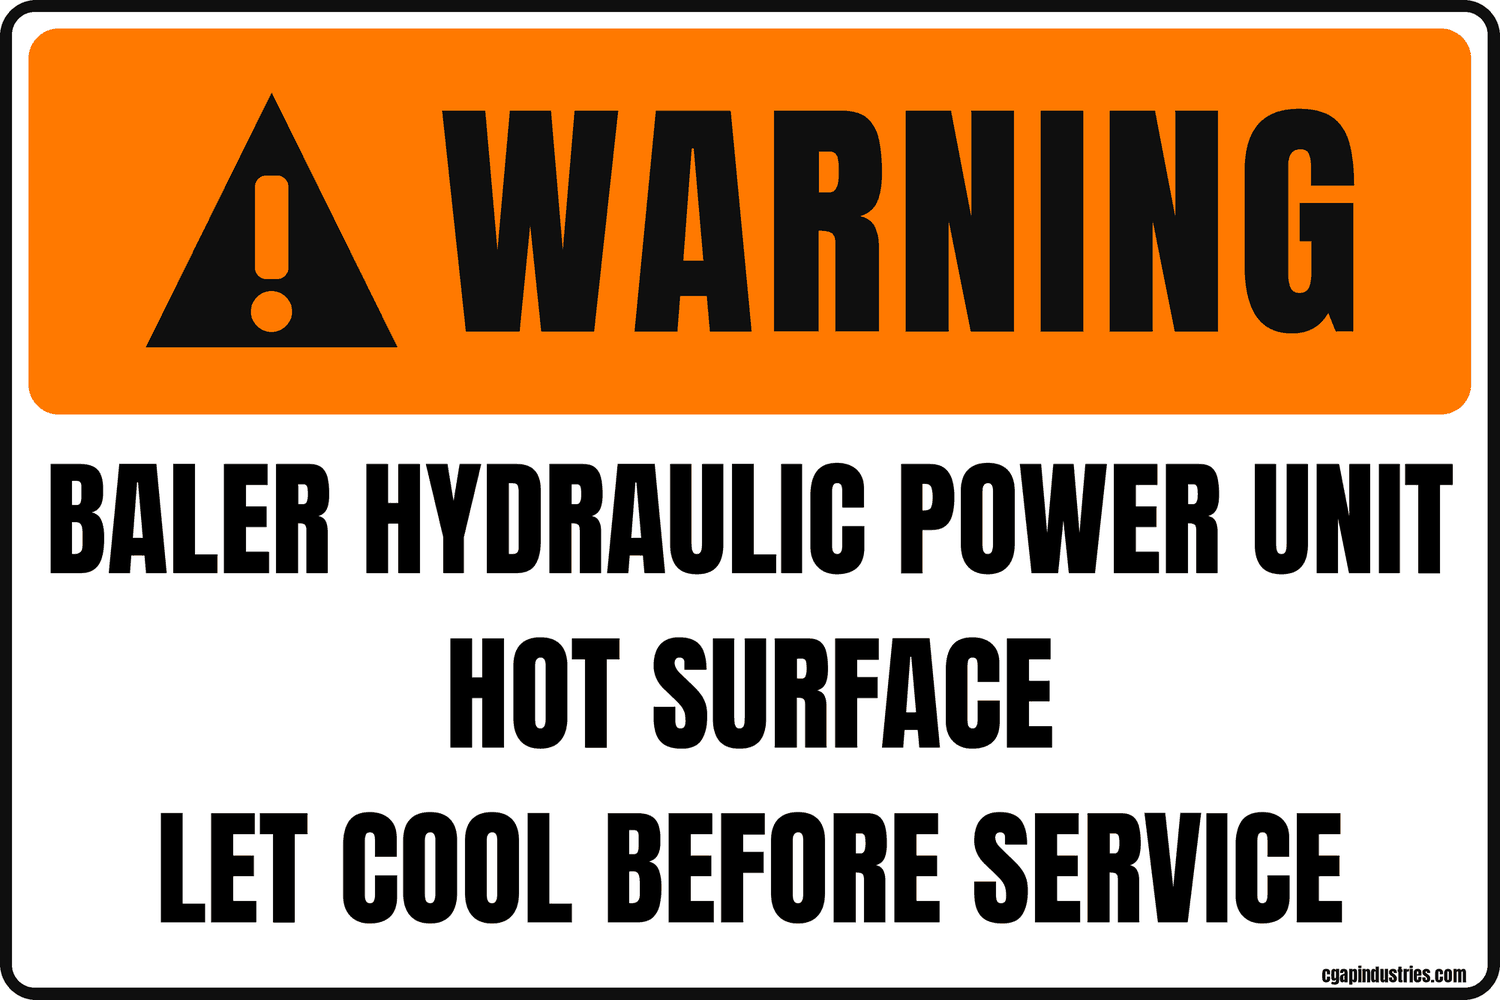 WARNING
BALER HYDRAULIC POWER UNIT
HOT SURFACE
LET COOL BEFORE SERVICE
cgapindustries.com